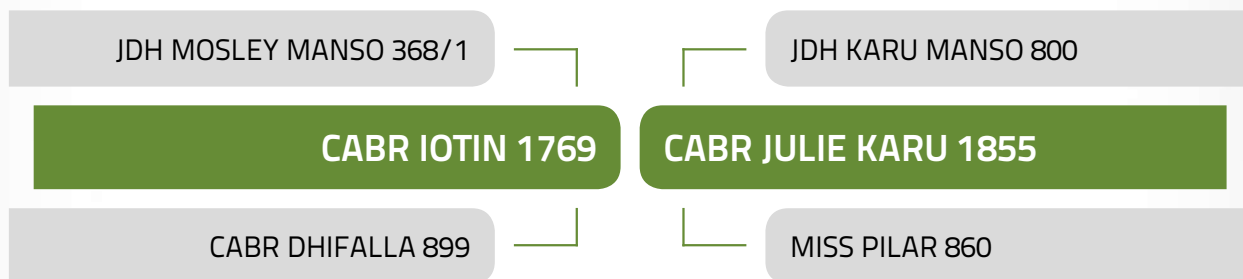 JDH MOSLEY MANSO 368/1
JDH KARU MANSO 800
CABR IOTIN 1769
CABR JULIE KARU 1855
CABR DHIFALLA 899
MISS PILAR 860